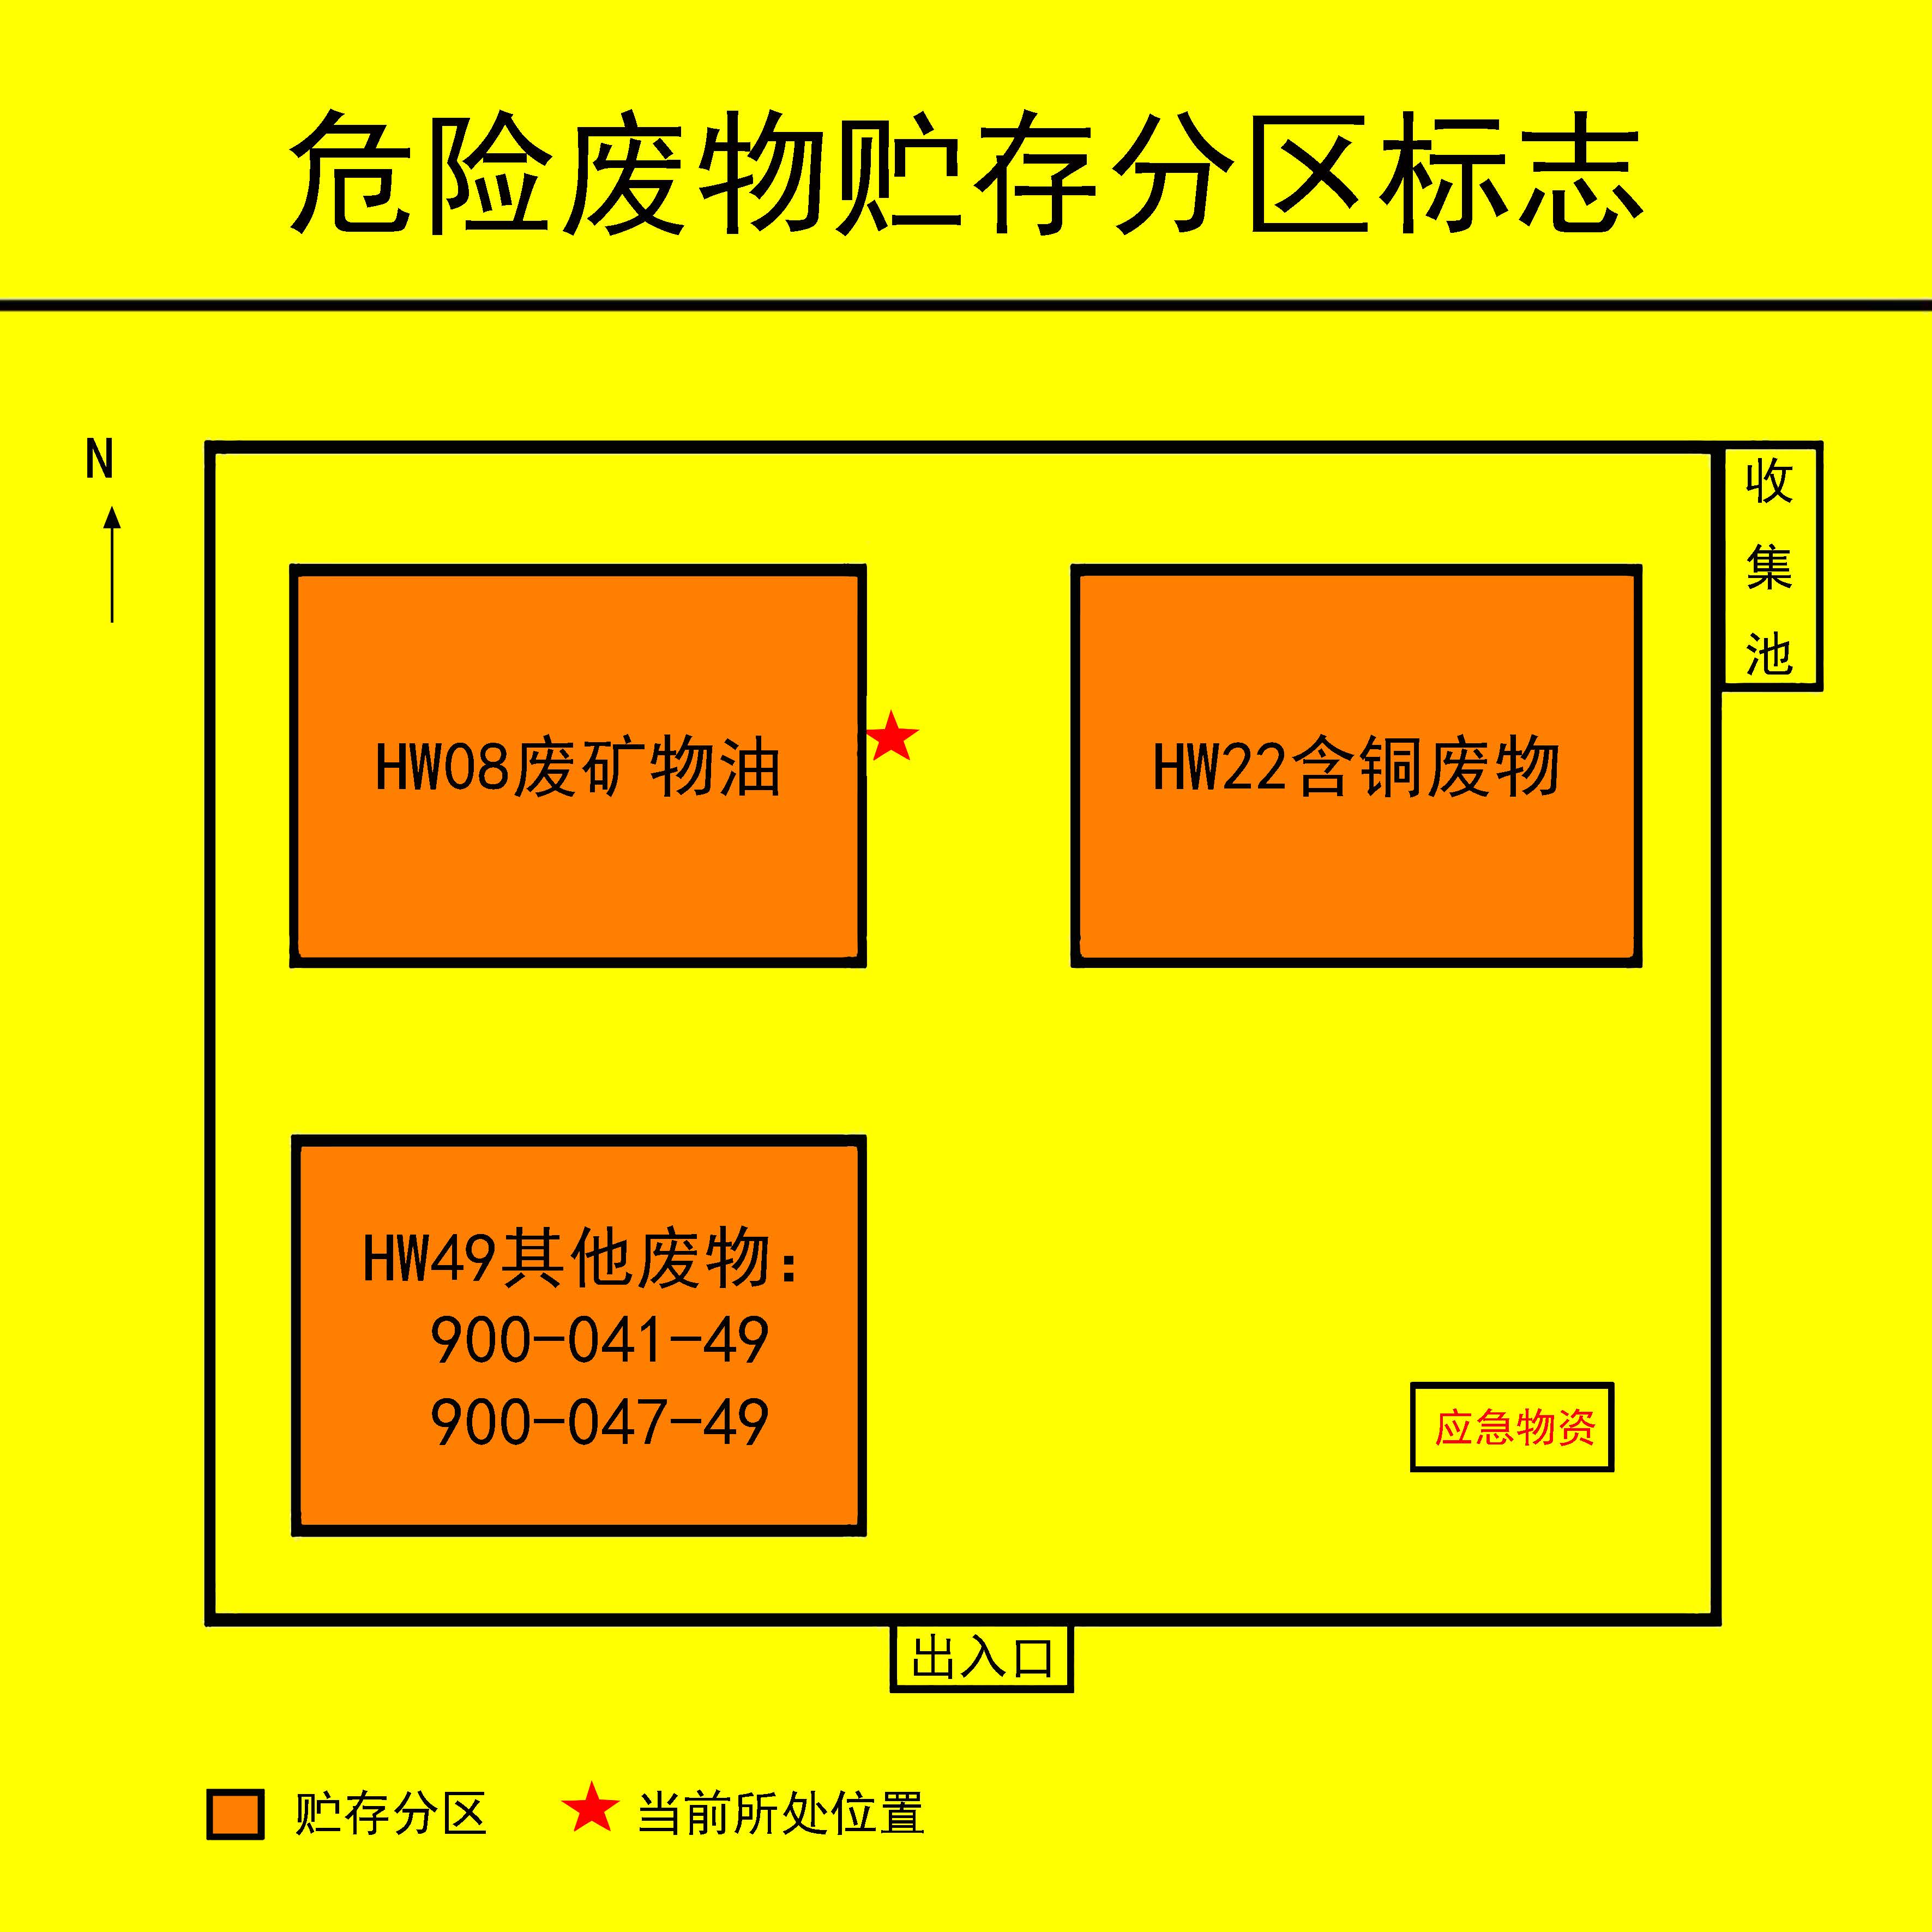 危险废物贮存分区标志
N
收
集
池
HW08废矿物油
HW22含铜废物
HW49其他废物：
900-041-49
900-047-49
应急物资
出入口
贮存分区
当前所处位置